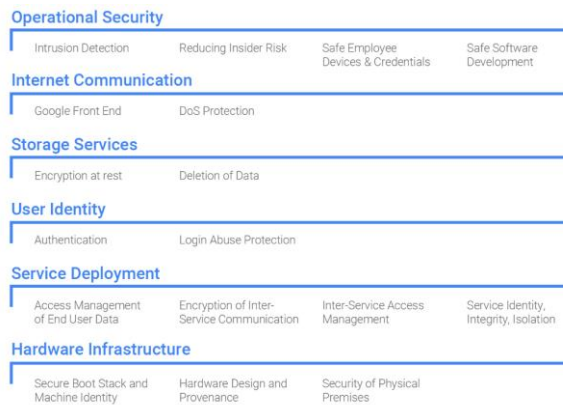 Operational Security
Intrusion Detection
Reducing Insider Risk
Safe Employee
Devices & Credentials
Safe Software
Development
Internet Communication
Google Front End
DoS Protection
Storage Services
Encryption at rest
Deletion of Data
User Identity
Authentication
Login Abuse Protection
Service Deployment
Access Management
of End User Data
Encryption of Inter-
Service Communication
Inter-Service Access
Management
Service Identity,
Integrity, Isolation
Hardware Infrastructure
Secure Boot Stack and
Machine Identity
Hardware Design and
Provenance
Security of Physical
Premises